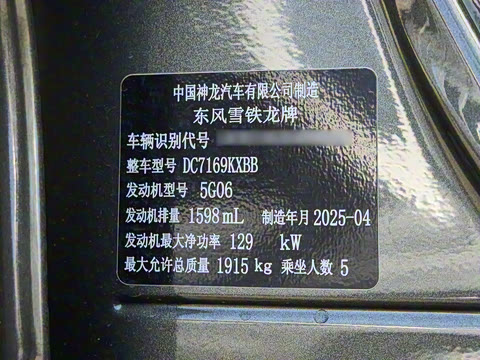 中国神龙汽车有限公司制造
东风雪铁龙牌
车辆识别代号
整车型号 DC7169KXBB
发动机型号 5G06
发动机排量 1598 mL 制造年月 2025-04
发动机最大净功率 129 kW
最大允许总质量 1915 kg 乘坐人数 5